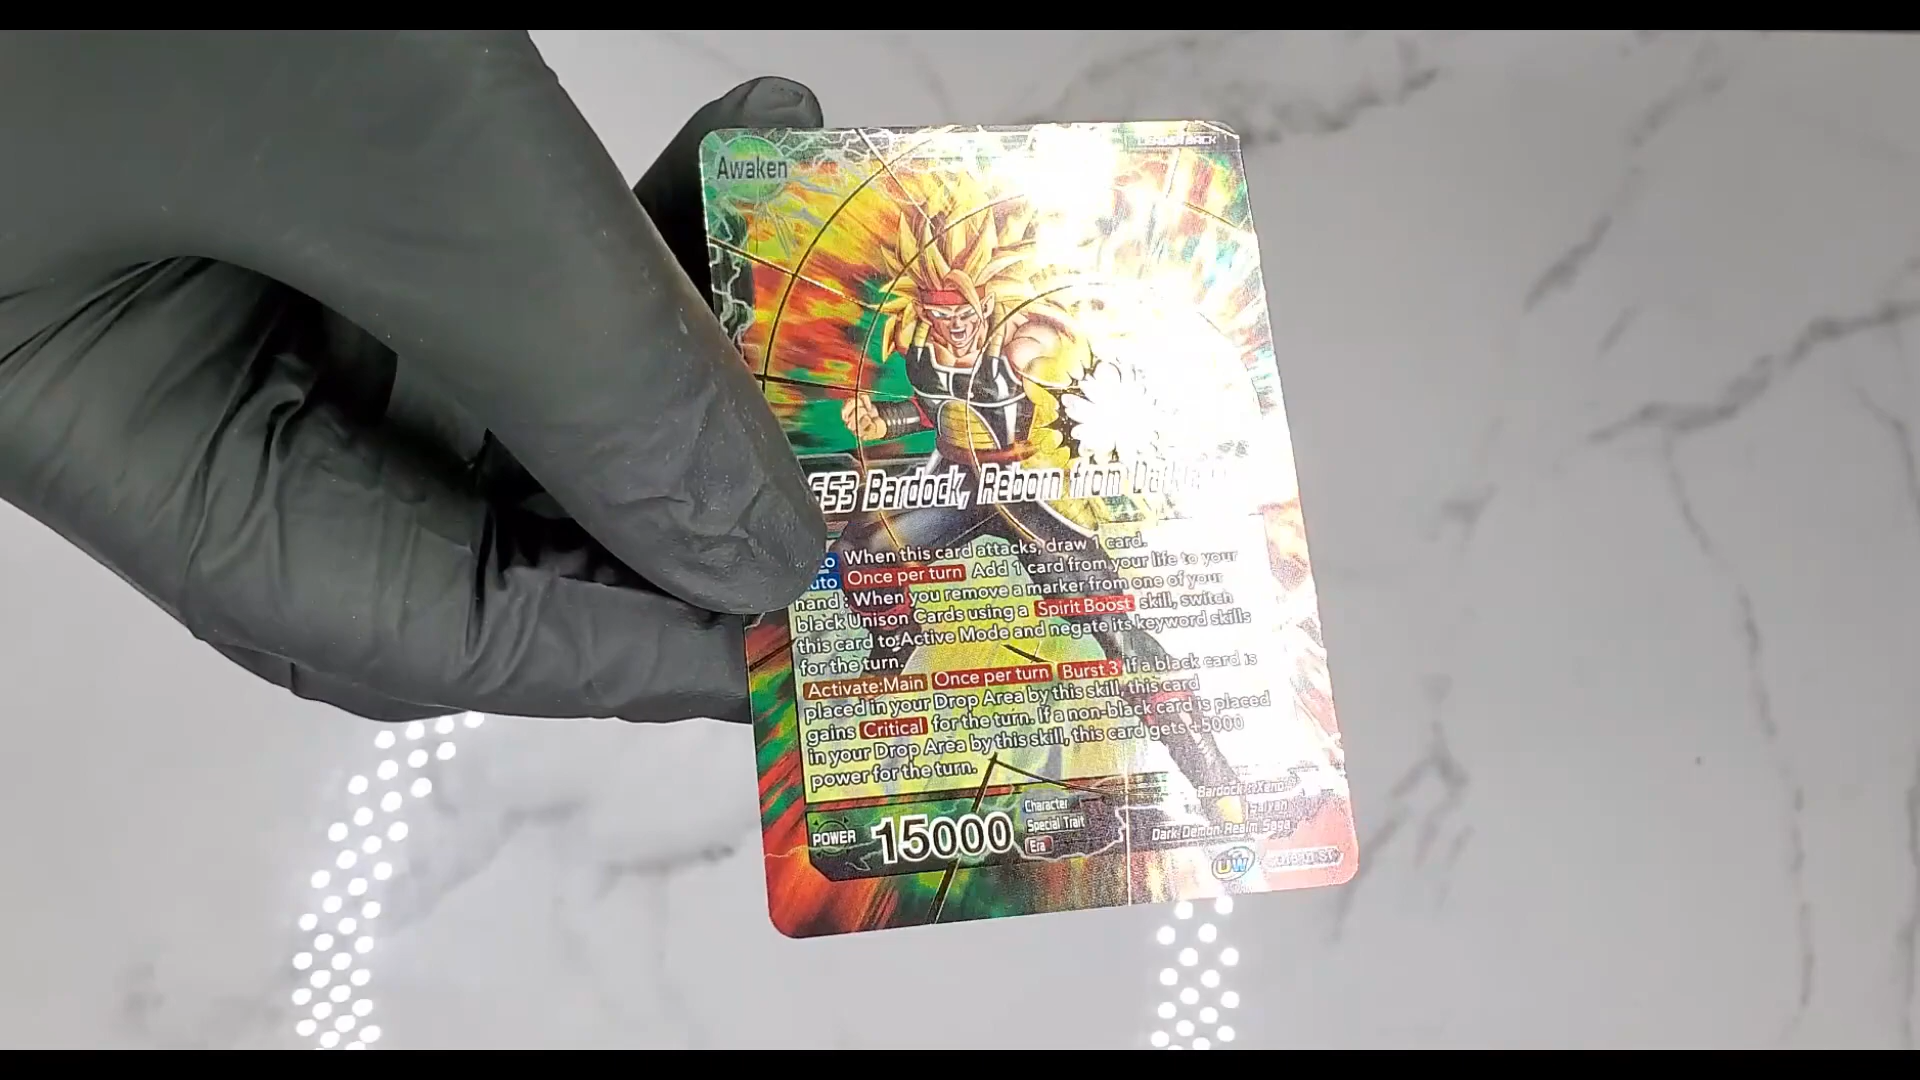 Awaken
SS3 Bardock, Reborn from
When this card attacks, draw 1 card.
Once per turn Add 1 card from your life to your
hand : When you remove a marker from one of your
black Unison Cards using a Spirit Boost skill, switch
this card to Active Mode and negate its keyword skills
for the turn.
Activate:Main Once per turn Burst 3 If a black card is
placed in your Drop Area by this skill, this card
gains Critical for the turn. If a non-black card is placed
in your Drop Area by this skill, this card gets +5000
power for the turn.
POWER 15000
Character
Special Trait Saiyan
Era Dark Demon Realm Saga
UW